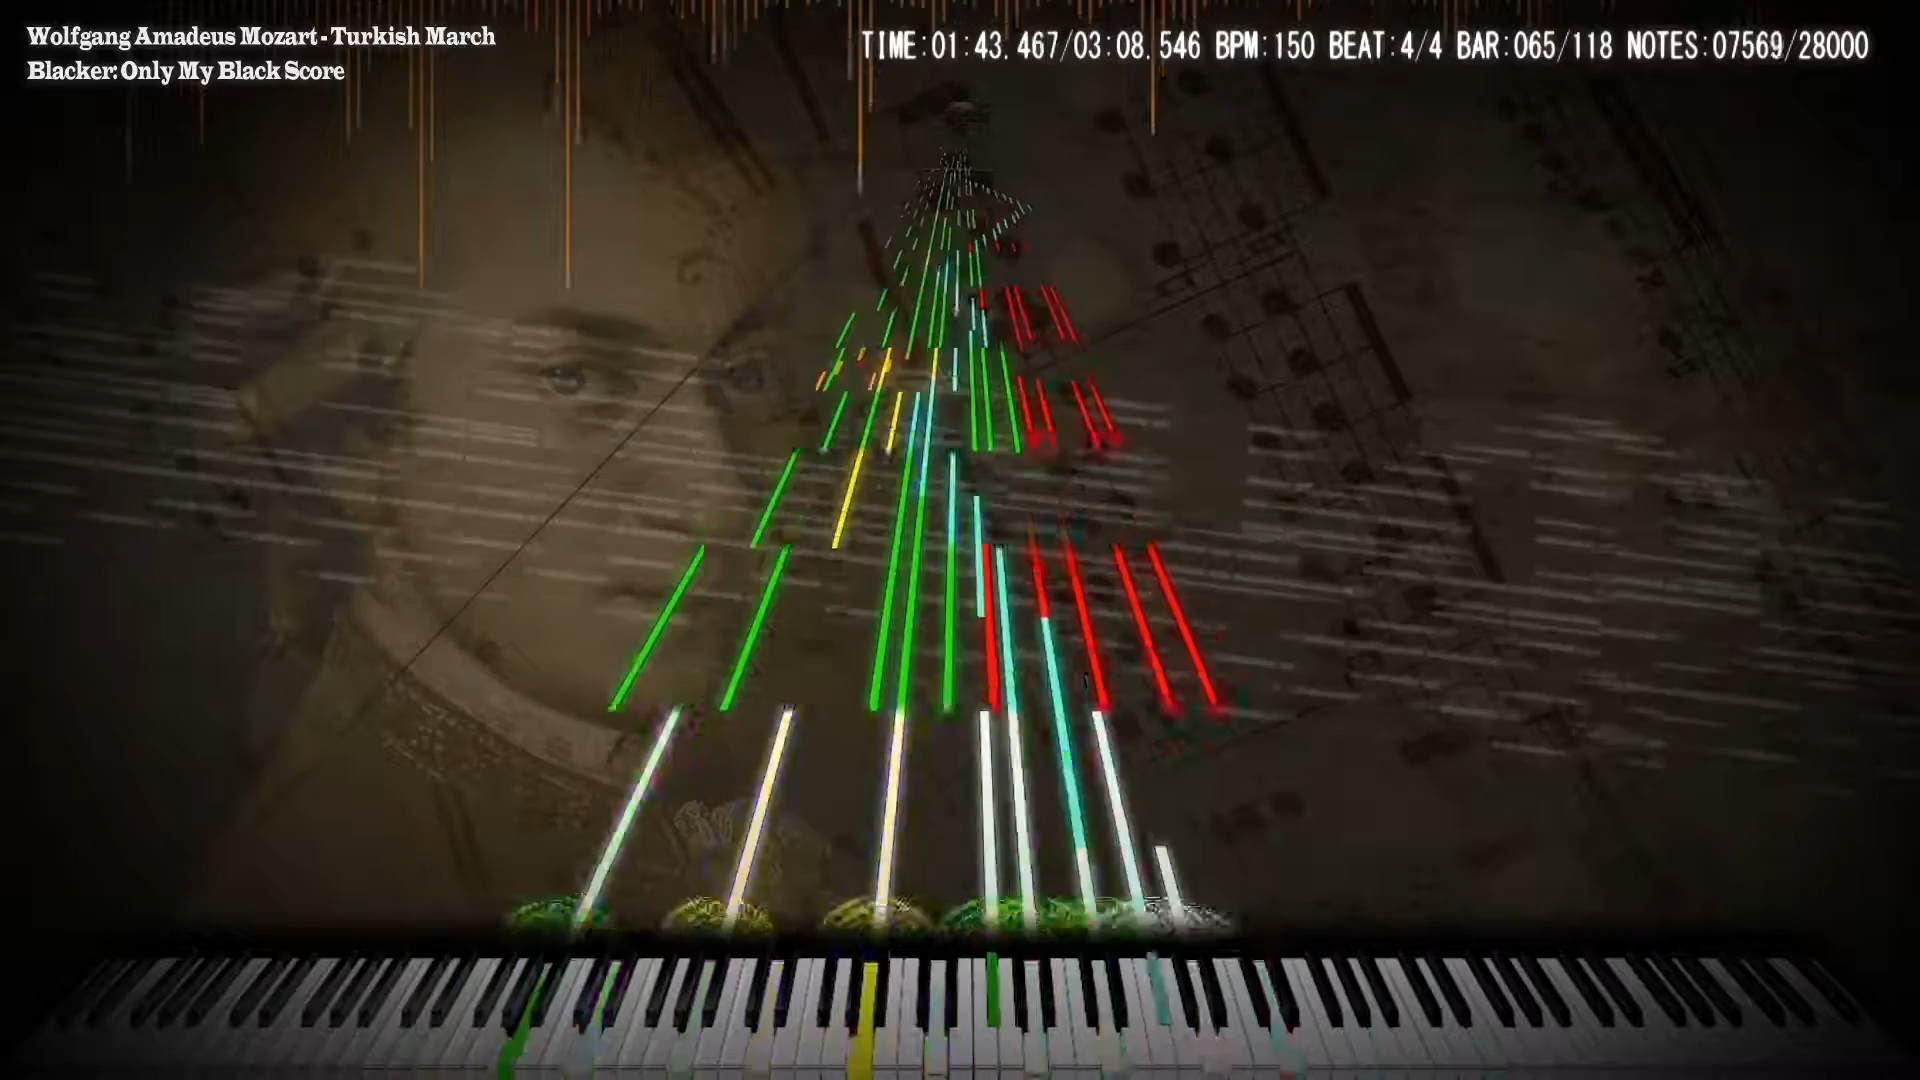 Wolfgang Amadeus Mozart - Turkish March
Blacker: Only My Black Score
TIME:01:43.467/03:08.546 BPM:150 BEAT:4/4 BAR:065/118 NOTES:07569/28000